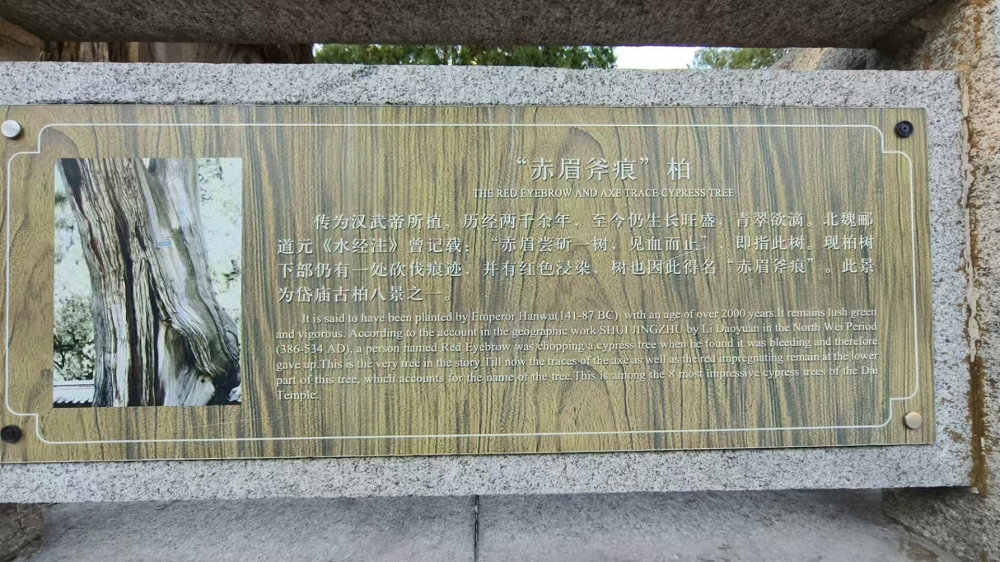 “赤眉斧痕”柏
THE RED EYEBROW AND AXE TRACE CYPRESS TREE
传为汉武帝所植，历经两千余年，至今仍生长旺盛，青翠欲滴。北魏郦
道元《水经注》曾记载：“赤眉尝斫一树，见血而止”，即指此树。现柏树
下部仍有一处砍伐痕迹，并有红色浸染，树也因此得名“赤眉斧痕”。此景
为岱庙古柏八景之一。
It is said to have been planted by Emperor Hanwu(141-87 BC) with an age of over 2000 years.It remains lush green
and vigorous. According to the account in the geographic work SHUI JINGZHU by Li Daoyuan in the North Wei Period
(386-534 AD), a person named Red Eyebrow was chopping a cypress tree when he found it was bleeding and therefore
gave up.This is the very tree in the story.Till now the traces of the axe as well as the red impregnating remain at the lower
part of this tree, which accounts for the name of the tree.This is among the 8 most impressive cypress trees of the Dai
Temple.